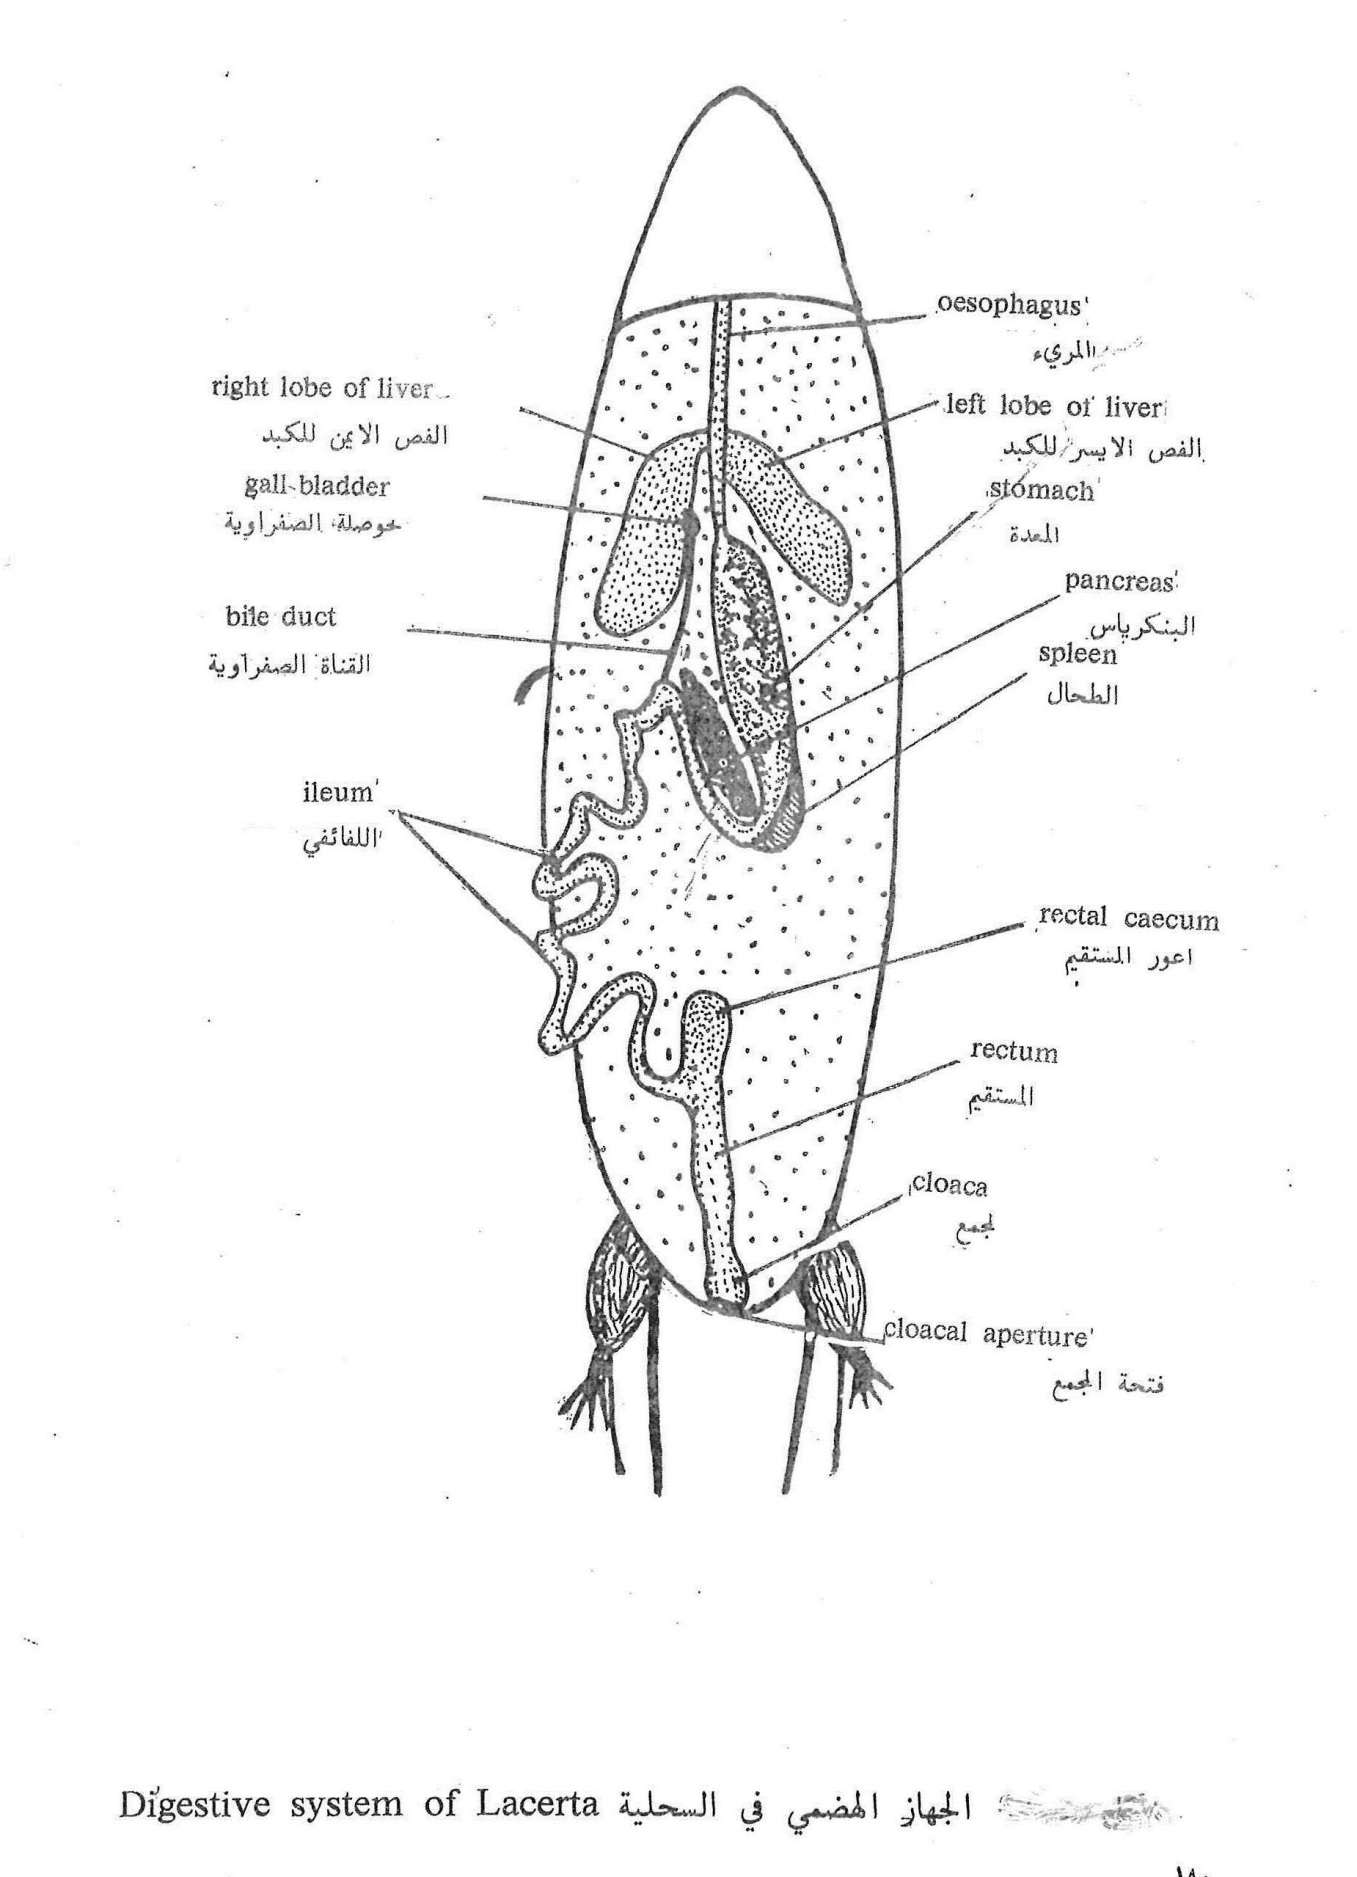 oesophagus
المريء
right lobe of liver
الفص الايمن للكبد
left lobe of liver
الفص الايسر للكبد
gall-bladder
حوصلة الصفراوية
stomach
المعدة
pancreas
البنكرياس
bile duct
القناة الصفراوية
spleen
الطحال
ileum
اللفائفي
rectal caecum
اعور المستقيم
rectum
المستقيم
cloaca
مجمع
cloacal aperture
فتحة المجمع
Digestive system of Lacerta الجهاز الهضمي في السحلية